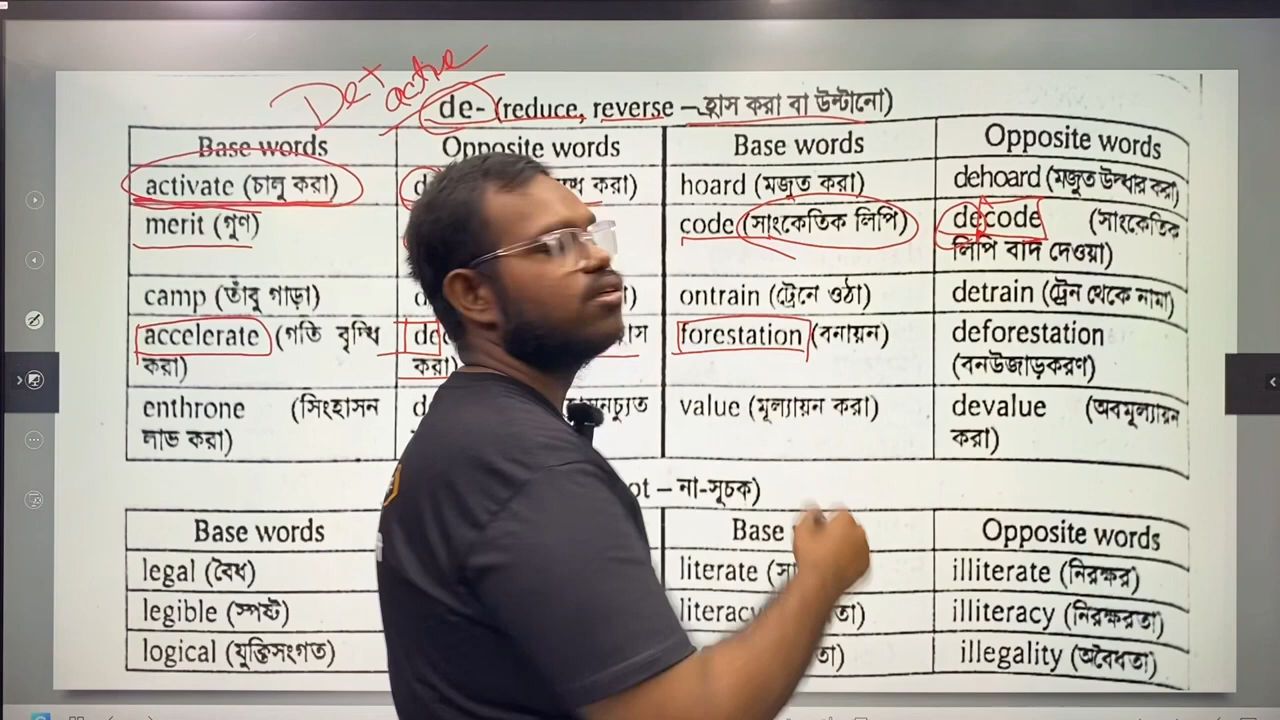 De+
active
de- (reduce, reverse – হ্রাস করা বা উল্টানো)
Base words Opposite words Base words Opposite words
activate (চালু করা) করা) hoard (মজুত করা) dehoard (মজুত উদ্ধার করা)
merit (গুণ) code (সাংকেতিক লিপি) decode (সাংকেতিক
লিপি বাদ দেওয়া)
camp (তাঁবু গাড়া) ontrain (ট্রেনে ওঠা) detrain (ট্রেন থেকে নামা)
accelerate (গতি বৃদ্ধি forestation (বনায়ন) deforestation
করা) করা) (বনউজাড়করণ)
enthrone (সিংহাসন value (মূল্যায়ন করা) devalue (অবমূল্যায়ন
লাভ করা) করা)
– না-সূচক)
Base words Base Opposite words
legal (বৈধ) literate illiterate (নিরক্ষর)
legible (স্পষ্ট) literacy illiteracy (নিরক্ষরতা)
logical (যুক্তিসংগত) illegality (অবৈধতা)